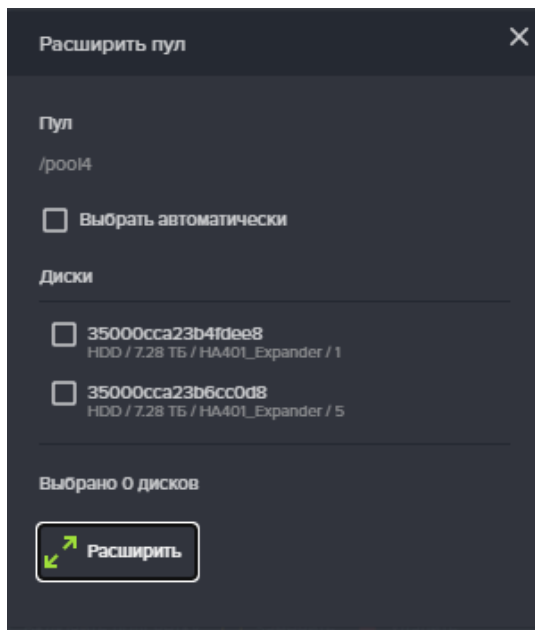 Расширить пул
Пул
/pool4
Выбрать автоматически
Диски
35000cca23b4fdee8
HDD / 7.28 ТБ / HA401_Expander / 1
35000cca23b6cc0d8
HDD / 7.28 ТБ / HA401_Expander / 5
Выбрано 0 дисков
Расширить